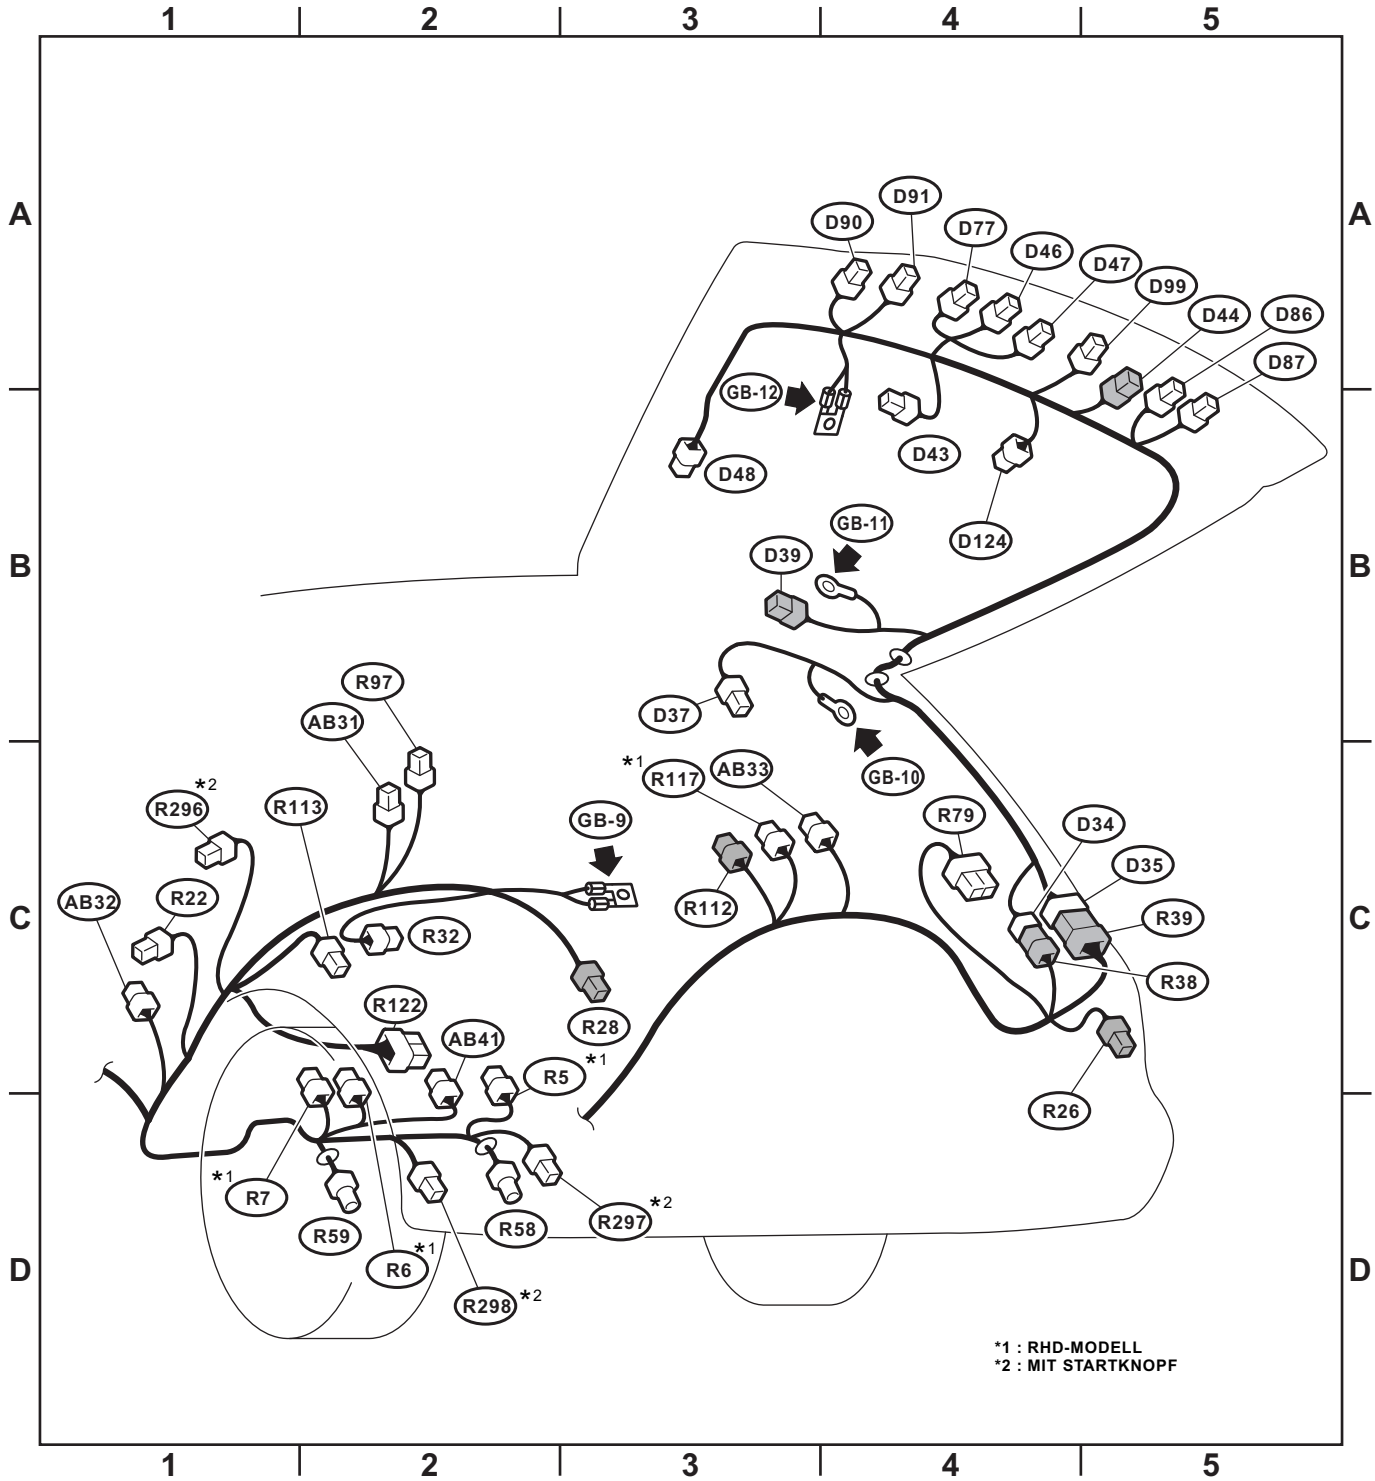 1 2 3 4 5
A A
D91
D90
D77
D46
D47
D99
D44 D86
D87
GB-12
D43
D48
GB-11
D124
D39
B B
R97
AB31
D37
*1
R117 AB33
GB-10
*2
R296 R113
GB-9
R79
D34
D35
AB32 R22
R112
C C
R39
R32
R38
R122
R28
AB41
R5 *1
R26
*1
R7
R59
R58
R297 *2
R6 *1
D D
R298 *2
*1 : RHD-MODELL
*2 : MIT STARTKNOPF
1 2 3 4 5